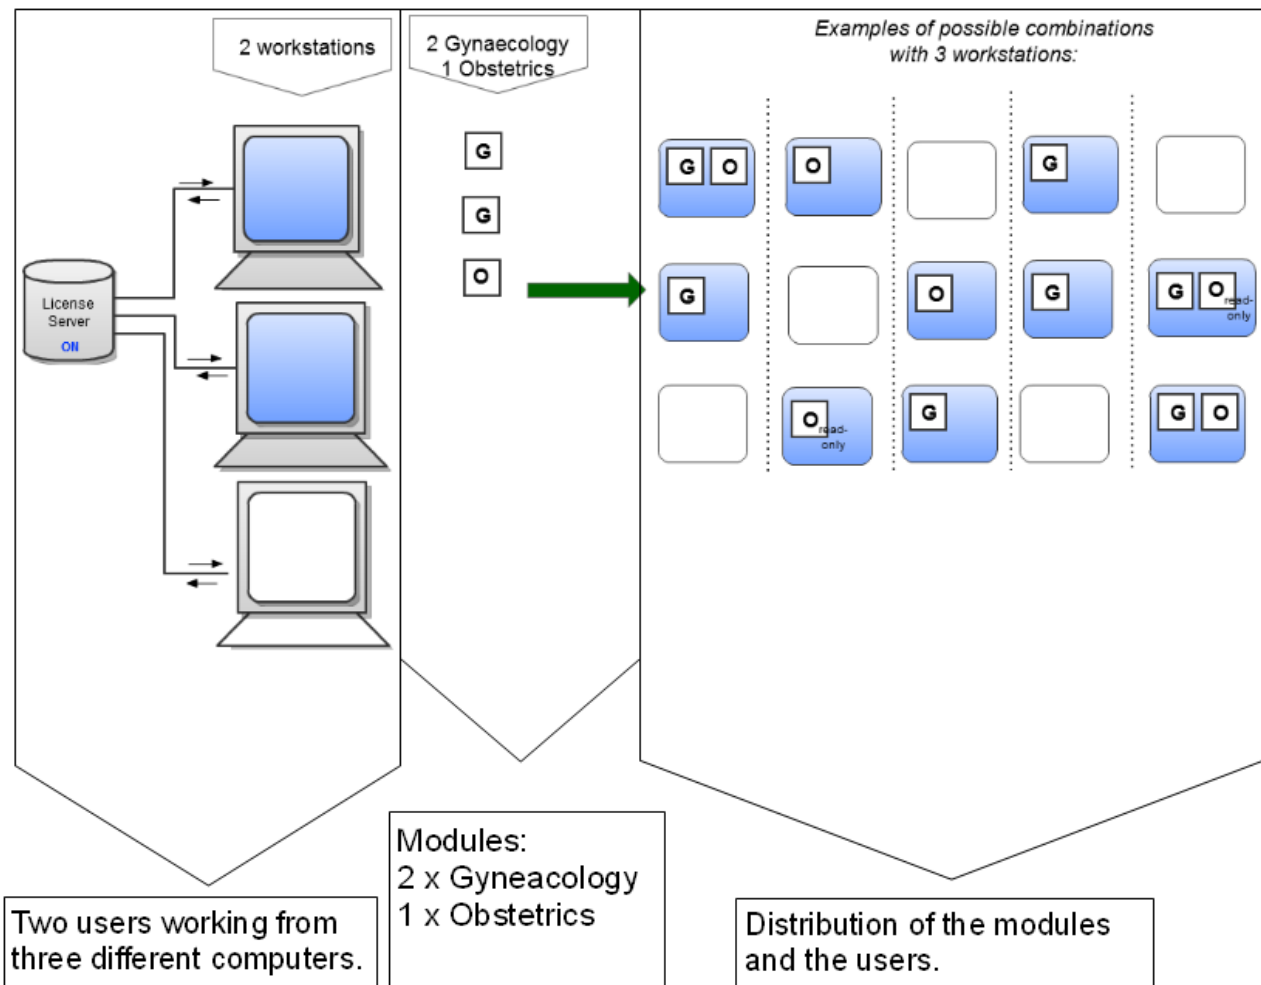 2 workstations
2 Gynaecology
1 Obstetrics
Examples of possible combinations
with 3 workstations:
G
G
O
License
Server
ON
G O
O
G
G
O
G
G O
read-
only
O
read-
only
G
G O
Two users working from
three different computers.
Modules:
2 x Gyneacology
1 x Obstetrics
Distribution of the modules
and the users.